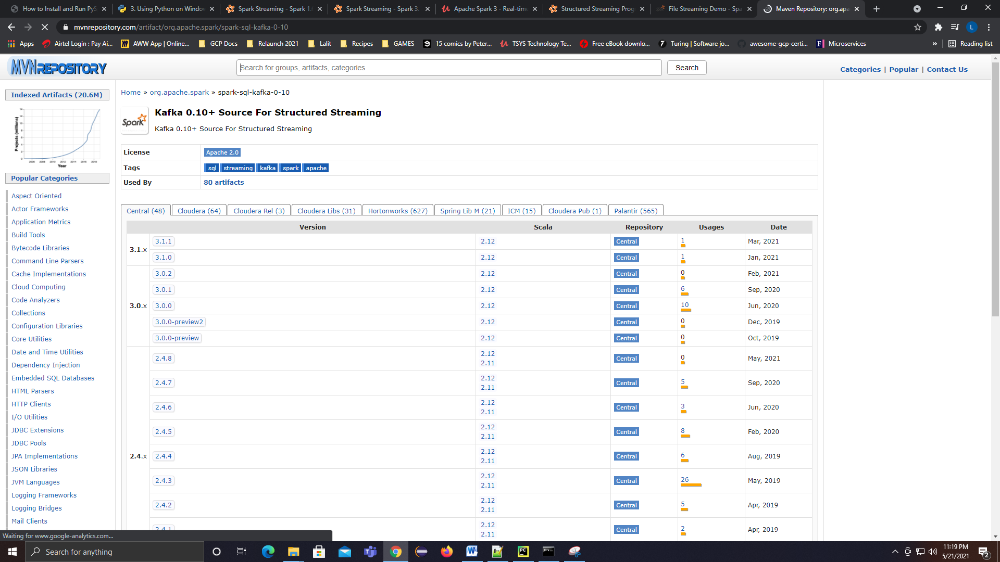 How to Install and Run PyS
3. Using Python on Window
Spark Streaming - Spark 1.
Spark Streaming - Spark 3.
Apache Spark 3 - Real-time
Structured Streaming Prog
File Streaming Demo - Spa
Maven Repository: org.apa
mvnrepository.com/artifact/org.apache.spark/spark-sql-kafka-0-10
L
Apps
Airtel Login : Pay Ai...
AWW App | Online...
GCP Docs
Relaunch 2021
Lalit
Recipes
GAMES
15 comics by Peter...
TSYS Technology Te...
Free eBook downlo...
Turing | Software jo...
awesome-gcp-certi...
Microservices
»
Reading list
MVNREPOSITORY
Search for groups, artifacts, categories
Search
Categories | Popular | Contact Us
Indexed Artifacts (20.6M)
Projects (millions)
Year
Popular Categories
Aspect Oriented
Actor Frameworks
Application Metrics
Build Tools
Bytecode Libraries
Command Line Parsers
Cache Implementations
Cloud Computing
Code Analyzers
Collections
Configuration Libraries
Core Utilities
Date and Time Utilities
Dependency Injection
Embedded SQL Databases
HTML Parsers
HTTP Clients
I/O Utilities
JDBC Extensions
JDBC Pools
JPA Implementations
JSON Libraries
JVM Languages
Logging Frameworks
Logging Bridges
Mail Clients
Home » org.apache.spark » spark-sql-kafka-0-10
Spark
Kafka 0.10+ Source For Structured Streaming
Kafka 0.10+ Source For Structured Streaming
License Apache 2.0
Tags sql streaming kafka spark apache
Used By 80 artifacts
Central (48) Cloudera (64) Cloudera Rel (3) Cloudera Libs (31) Hortonworks (627) Spring Lib M (21) ICM (15) Cloudera Pub (1) Palantir (565)
Version Scala Repository Usages Date
3.1.x
3.1.1 2.12 Central 1 Mar, 2021
3.1.0 2.12 Central 1 Jan, 2021
3.0.x
3.0.2 2.12 Central 0 Feb, 2021
3.0.1 2.12 Central 6 Sep, 2020
3.0.0 2.12 Central 10 Jun, 2020
3.0.0-preview2 2.12 Central 0 Dec, 2019
3.0.0-preview 2.12 Central 0 Oct, 2019
2.4.x
2.4.8 2.12 2.11 Central 0 May, 2021
2.4.7 2.12 2.11 Central 5 Sep, 2020
2.4.6 2.12 2.11 Central 3 Jun, 2020
2.4.5 2.12 2.11 Central 8 Feb, 2020
2.4.4 2.12 2.11 Central 6 Aug, 2019
2.4.3 2.12 2.11 Central 26 May, 2019
2.4.2 2.12 2.11 Central 5 Apr, 2019
2.4.1 2.12 2.11 Central 2 Apr, 2019
Waiting for www.google-analytics.com...
Search for anything
11:19 PM
5/21/2021
2